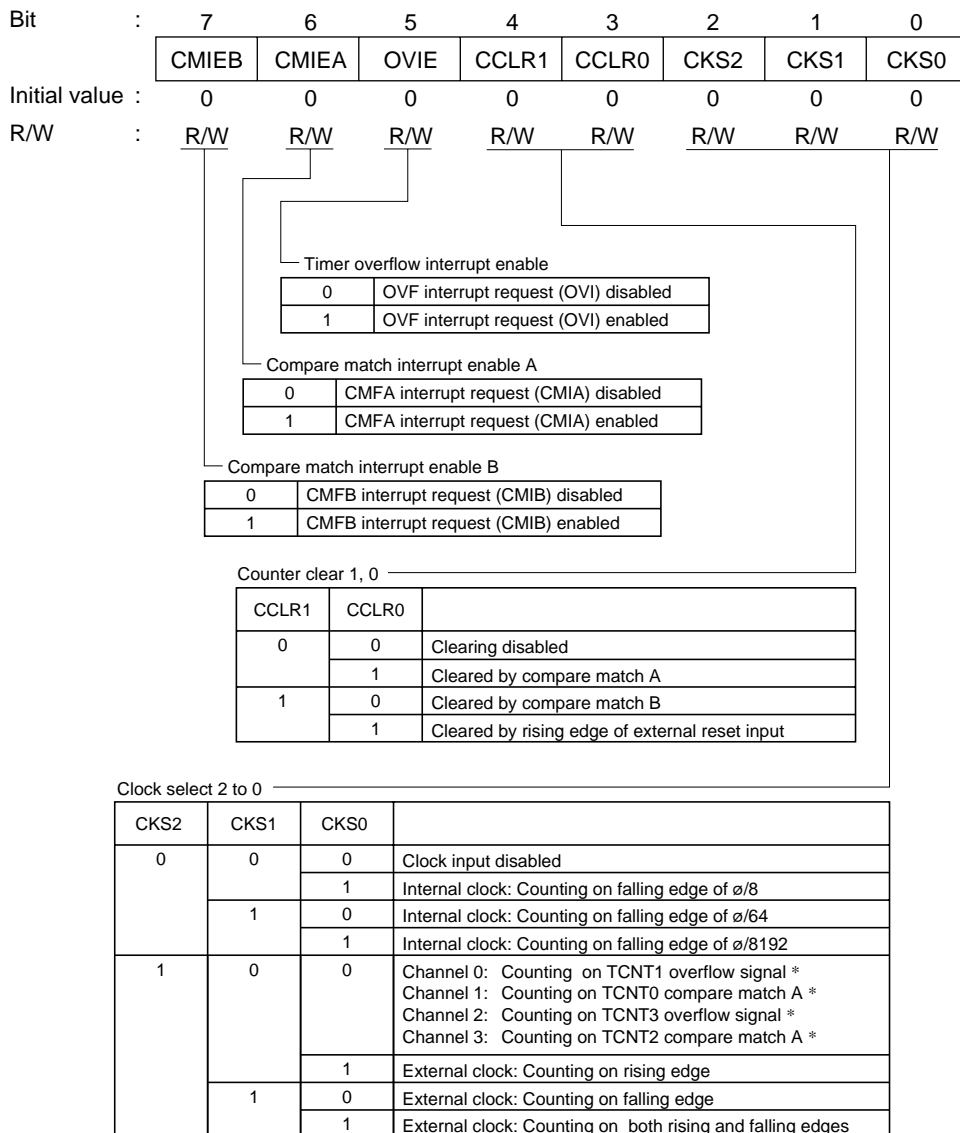 Bit : 7 6 5 4 3 2 1 0
CMIEB CMIEA OVIE CCLR1 CCLR0 CKS2 CKS1 CKS0
Initial value : 0 0 0 0 0 0 0 0
R/W : R/W R/W R/W R/W R/W R/W R/W R/W
Timer overflow interrupt enable
0 OVF interrupt request (OVI) disabled
1 OVF interrupt request (OVI) enabled
Compare match interrupt enable A
0 CMFA interrupt request (CMIA) disabled
1 CMFA interrupt request (CMIA) enabled
Compare match interrupt enable B
0 CMFB interrupt request (CMIB) disabled
1 CMFB interrupt request (CMIB) enabled
Counter clear 1, 0
CCLR1 CCLR0
0 0 Clearing disabled
1 Cleared by compare match A
1 0 Cleared by compare match B
1 Cleared by rising edge of external reset input
Clock select 2 to 0
CKS2 CKS1 CKS0
0 0 0 Clock input disabled
1 Internal clock: Counting on falling edge of ø/8
1 0 Internal clock: Counting on falling edge of ø/64
1 Internal clock: Counting on falling edge of ø/8192
1 0 0 Channel 0: Counting on TCNT1 overflow signal *
Channel 1: Counting on TCNT0 compare match A *
Channel 2: Counting on TCNT3 overflow signal *
Channel 3: Counting on TCNT2 compare match A *
1 External clock: Counting on rising edge
1 0 External clock: Counting on falling edge
1 External clock: Counting on both rising and falling edges